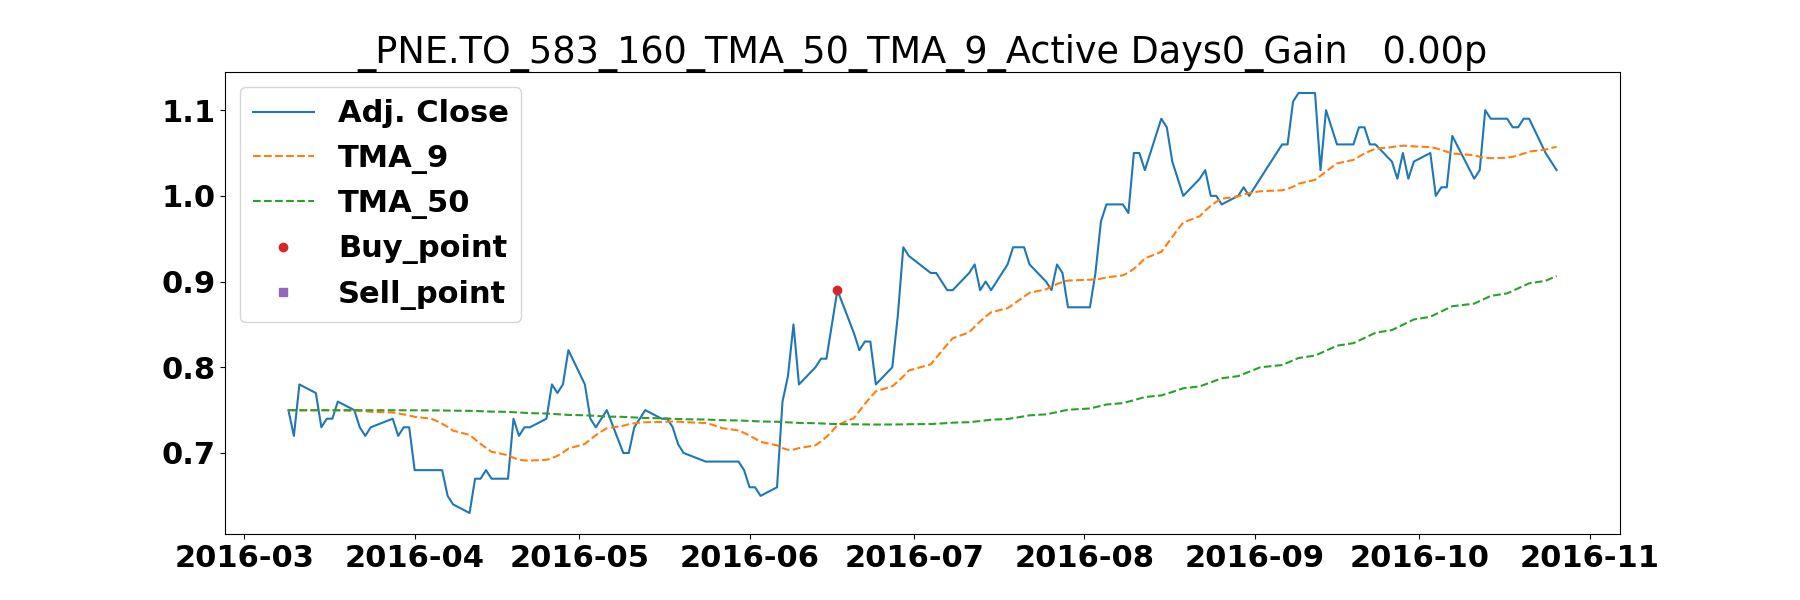 _PNE.TO_583_160_TMA_50_TMA_9_Active Days0_Gain   0.00p
Adj. Close
TMA_9
TMA_50
Buy_point
Sell_point
1.1
1.0
0.9
0.8
0.7
2016-03 2016-04 2016-05 2016-06 2016-07 2016-08 2016-09 2016-10 2016-11